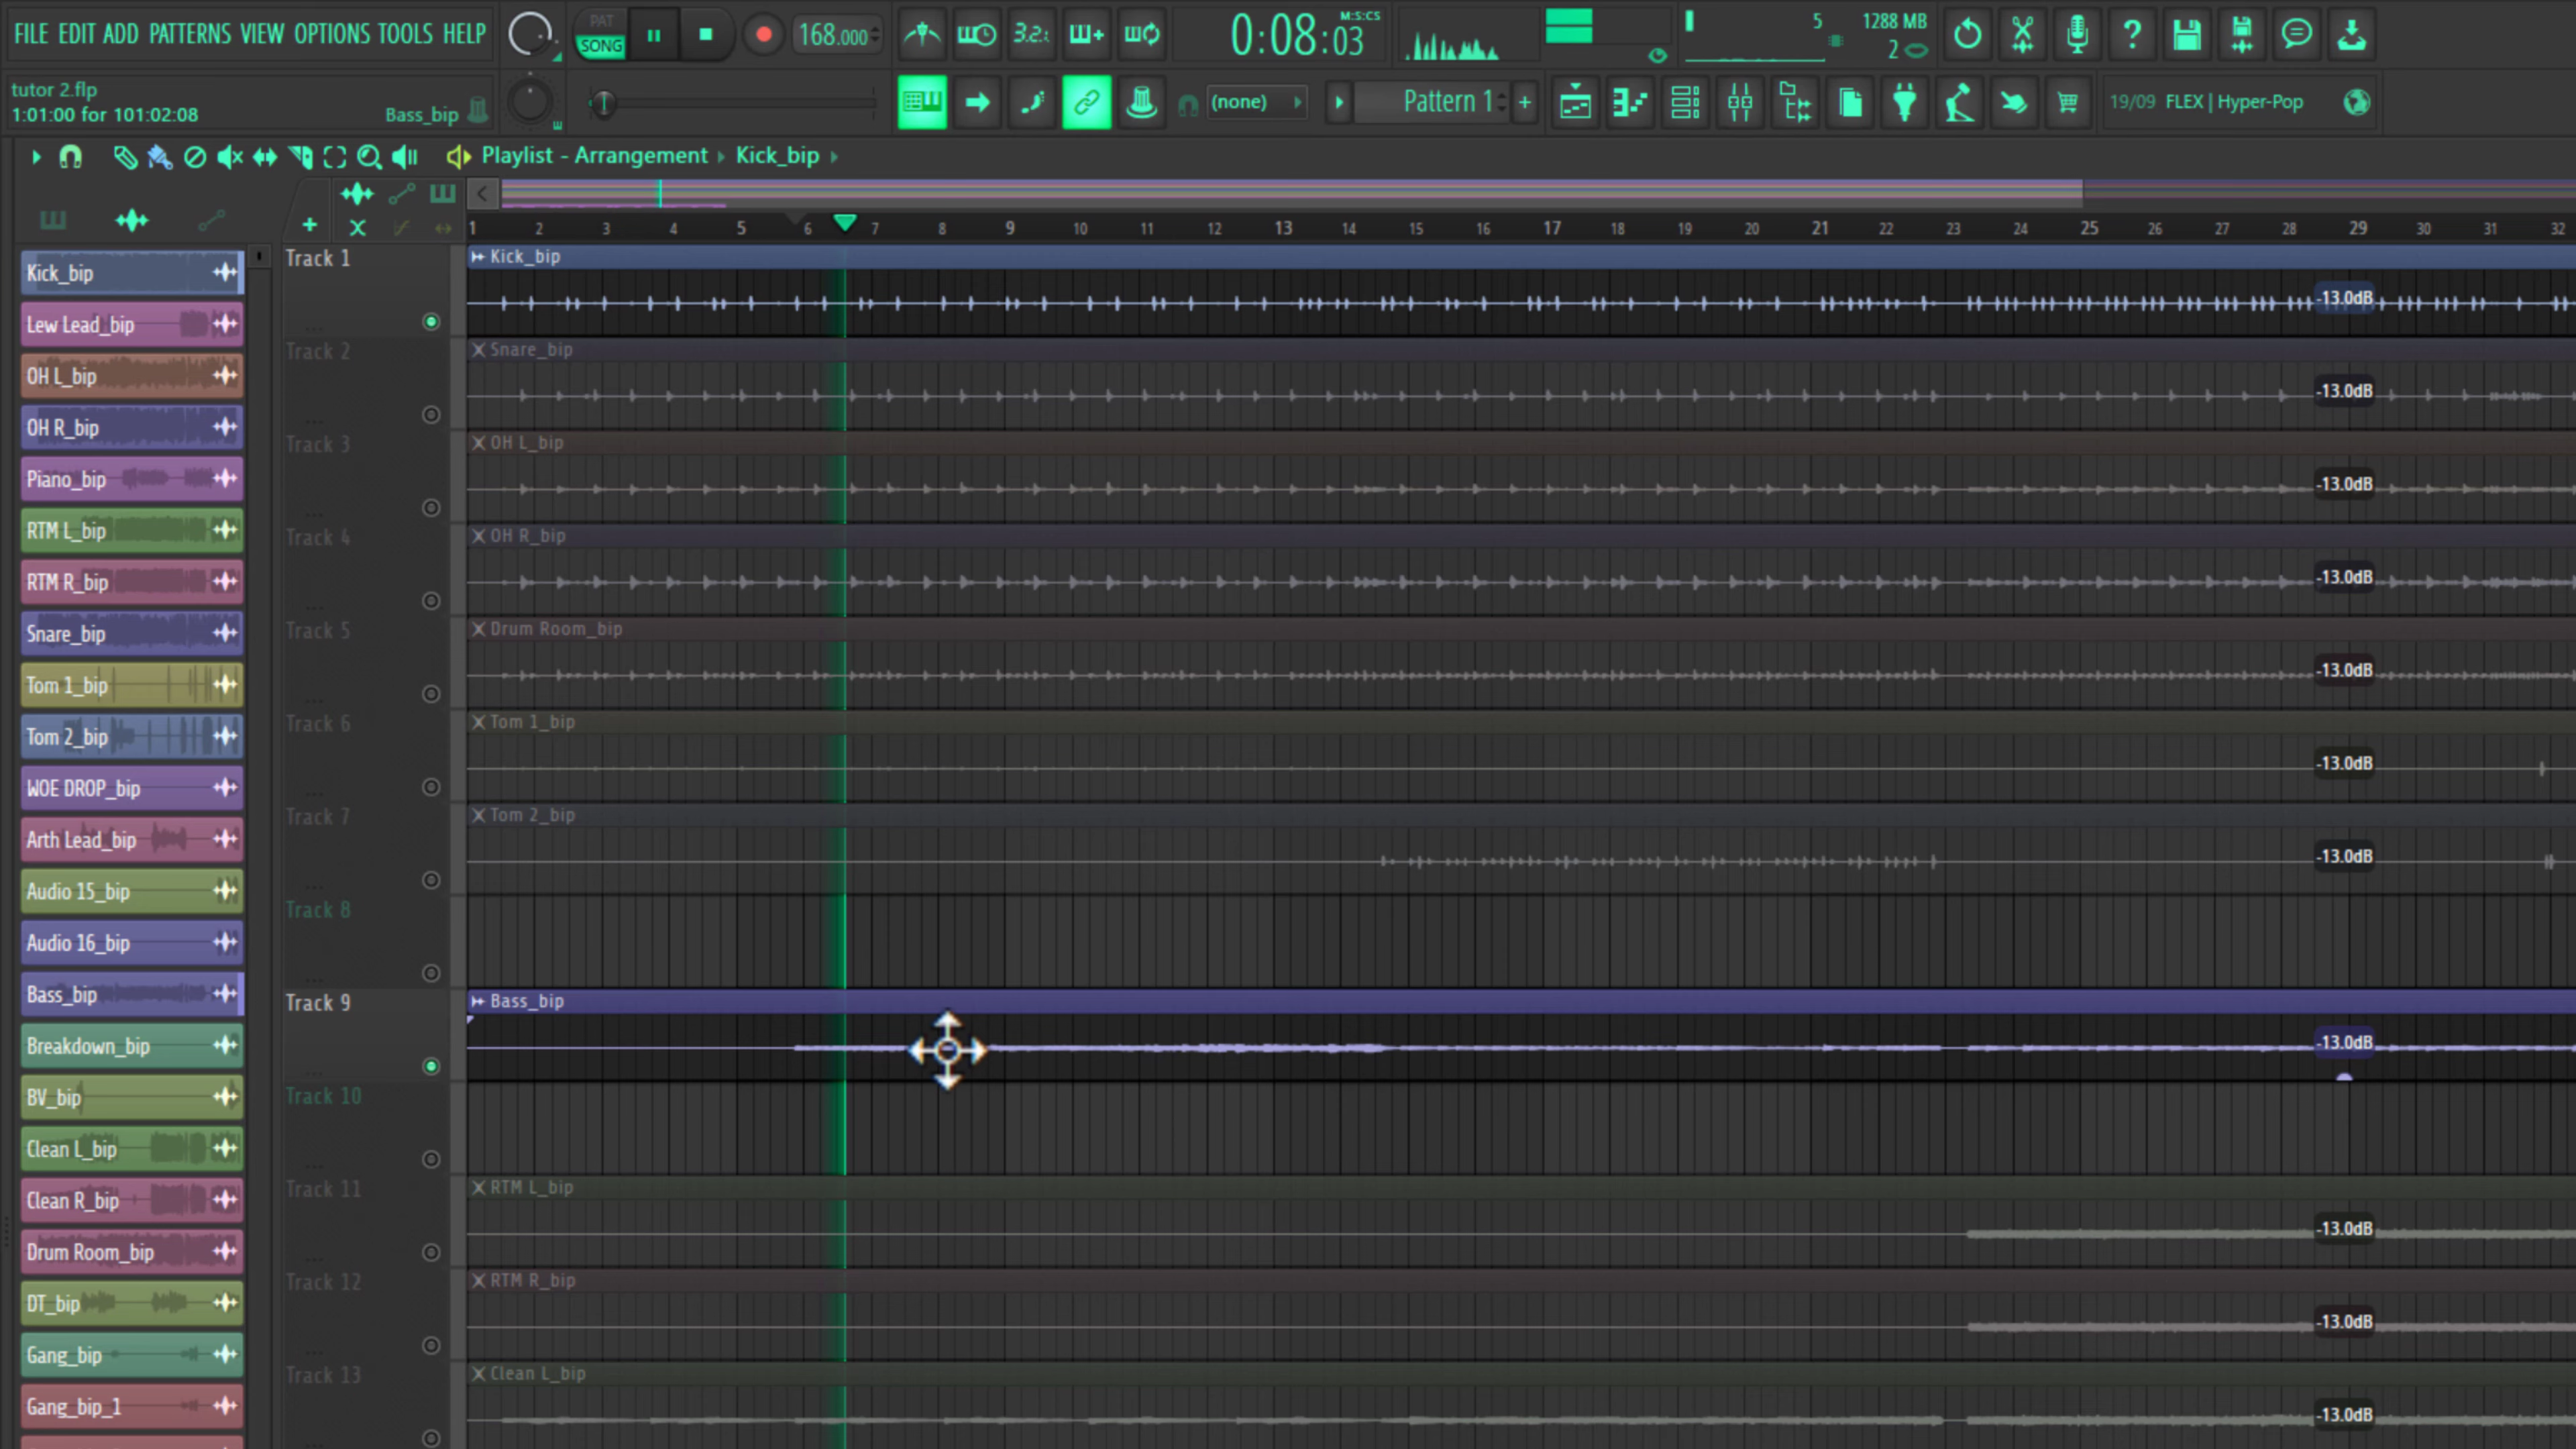 FILE EDIT ADD PATTERNS VIEW OPTIONS TOOLS HELP
PAT
SONG
168.000
3.2
0:08:03
M:S:CS
5
1288 MB
2
tutor 2.flp
1:01:00 for 101:02:08
Bass_bip
(none)
Pattern 1
+
19/09 FLEX | Hyper-Pop
Playlist - Arrangement
Kick_bip
1 2 3 4 5 6 7 8 9 10 11 12 13 14 15 16 17 18 19 20 21 22 23 24 25 26 27 28 29 30 31 32
Kick_bip
Lew Lead_bip
OH L_bip
OH R_bip
Piano_bip
RTM L_bip
RTM R_bip
Snare_bip
Tom 1_bip
Tom 2_bip
WOE DROP_bip
Arth Lead_bip
Audio 15_bip
Audio 16_bip
Bass_bip
Breakdown_bip
BV_bip
Clean L_bip
Clean R_bip
Drum Room_bip
DT_bip
Gang_bip
Gang_bip_1
Track 1
Kick_bip
-13.0dB
Track 2
Snare_bip
-13.0dB
Track 3
OH L_bip
-13.0dB
Track 4
OH R_bip
-13.0dB
Track 5
Drum Room_bip
-13.0dB
Track 6
Tom 1_bip
-13.0dB
Track 7
Tom 2_bip
-13.0dB
Track 8
Track 9
Bass_bip
-13.0dB
Track 10
Track 11
RTM L_bip
-13.0dB
Track 12
RTM R_bip
-13.0dB
Track 13
Clean L_bip
-13.0dB